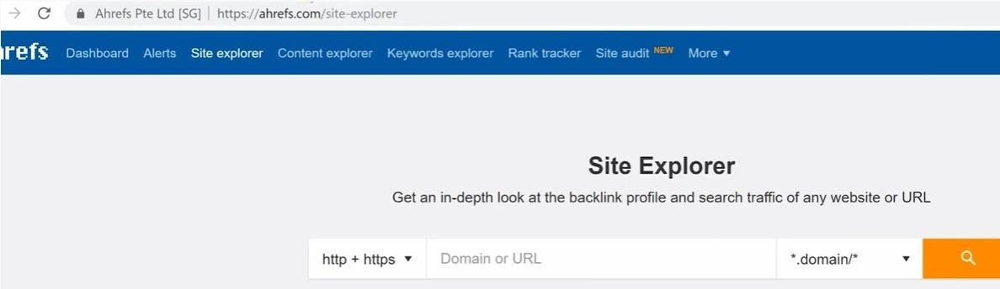 Ahrefs Pte Ltd [SG] https://ahrefs.com/site-explorer
hrefs Dashboard Alerts Site explorer Content explorer Keywords explorer Rank tracker Site audit NEW More
Site Explorer
Get an in-depth look at the backlink profile and search traffic of any website or URL
http + https Domain or URL *.domain/*